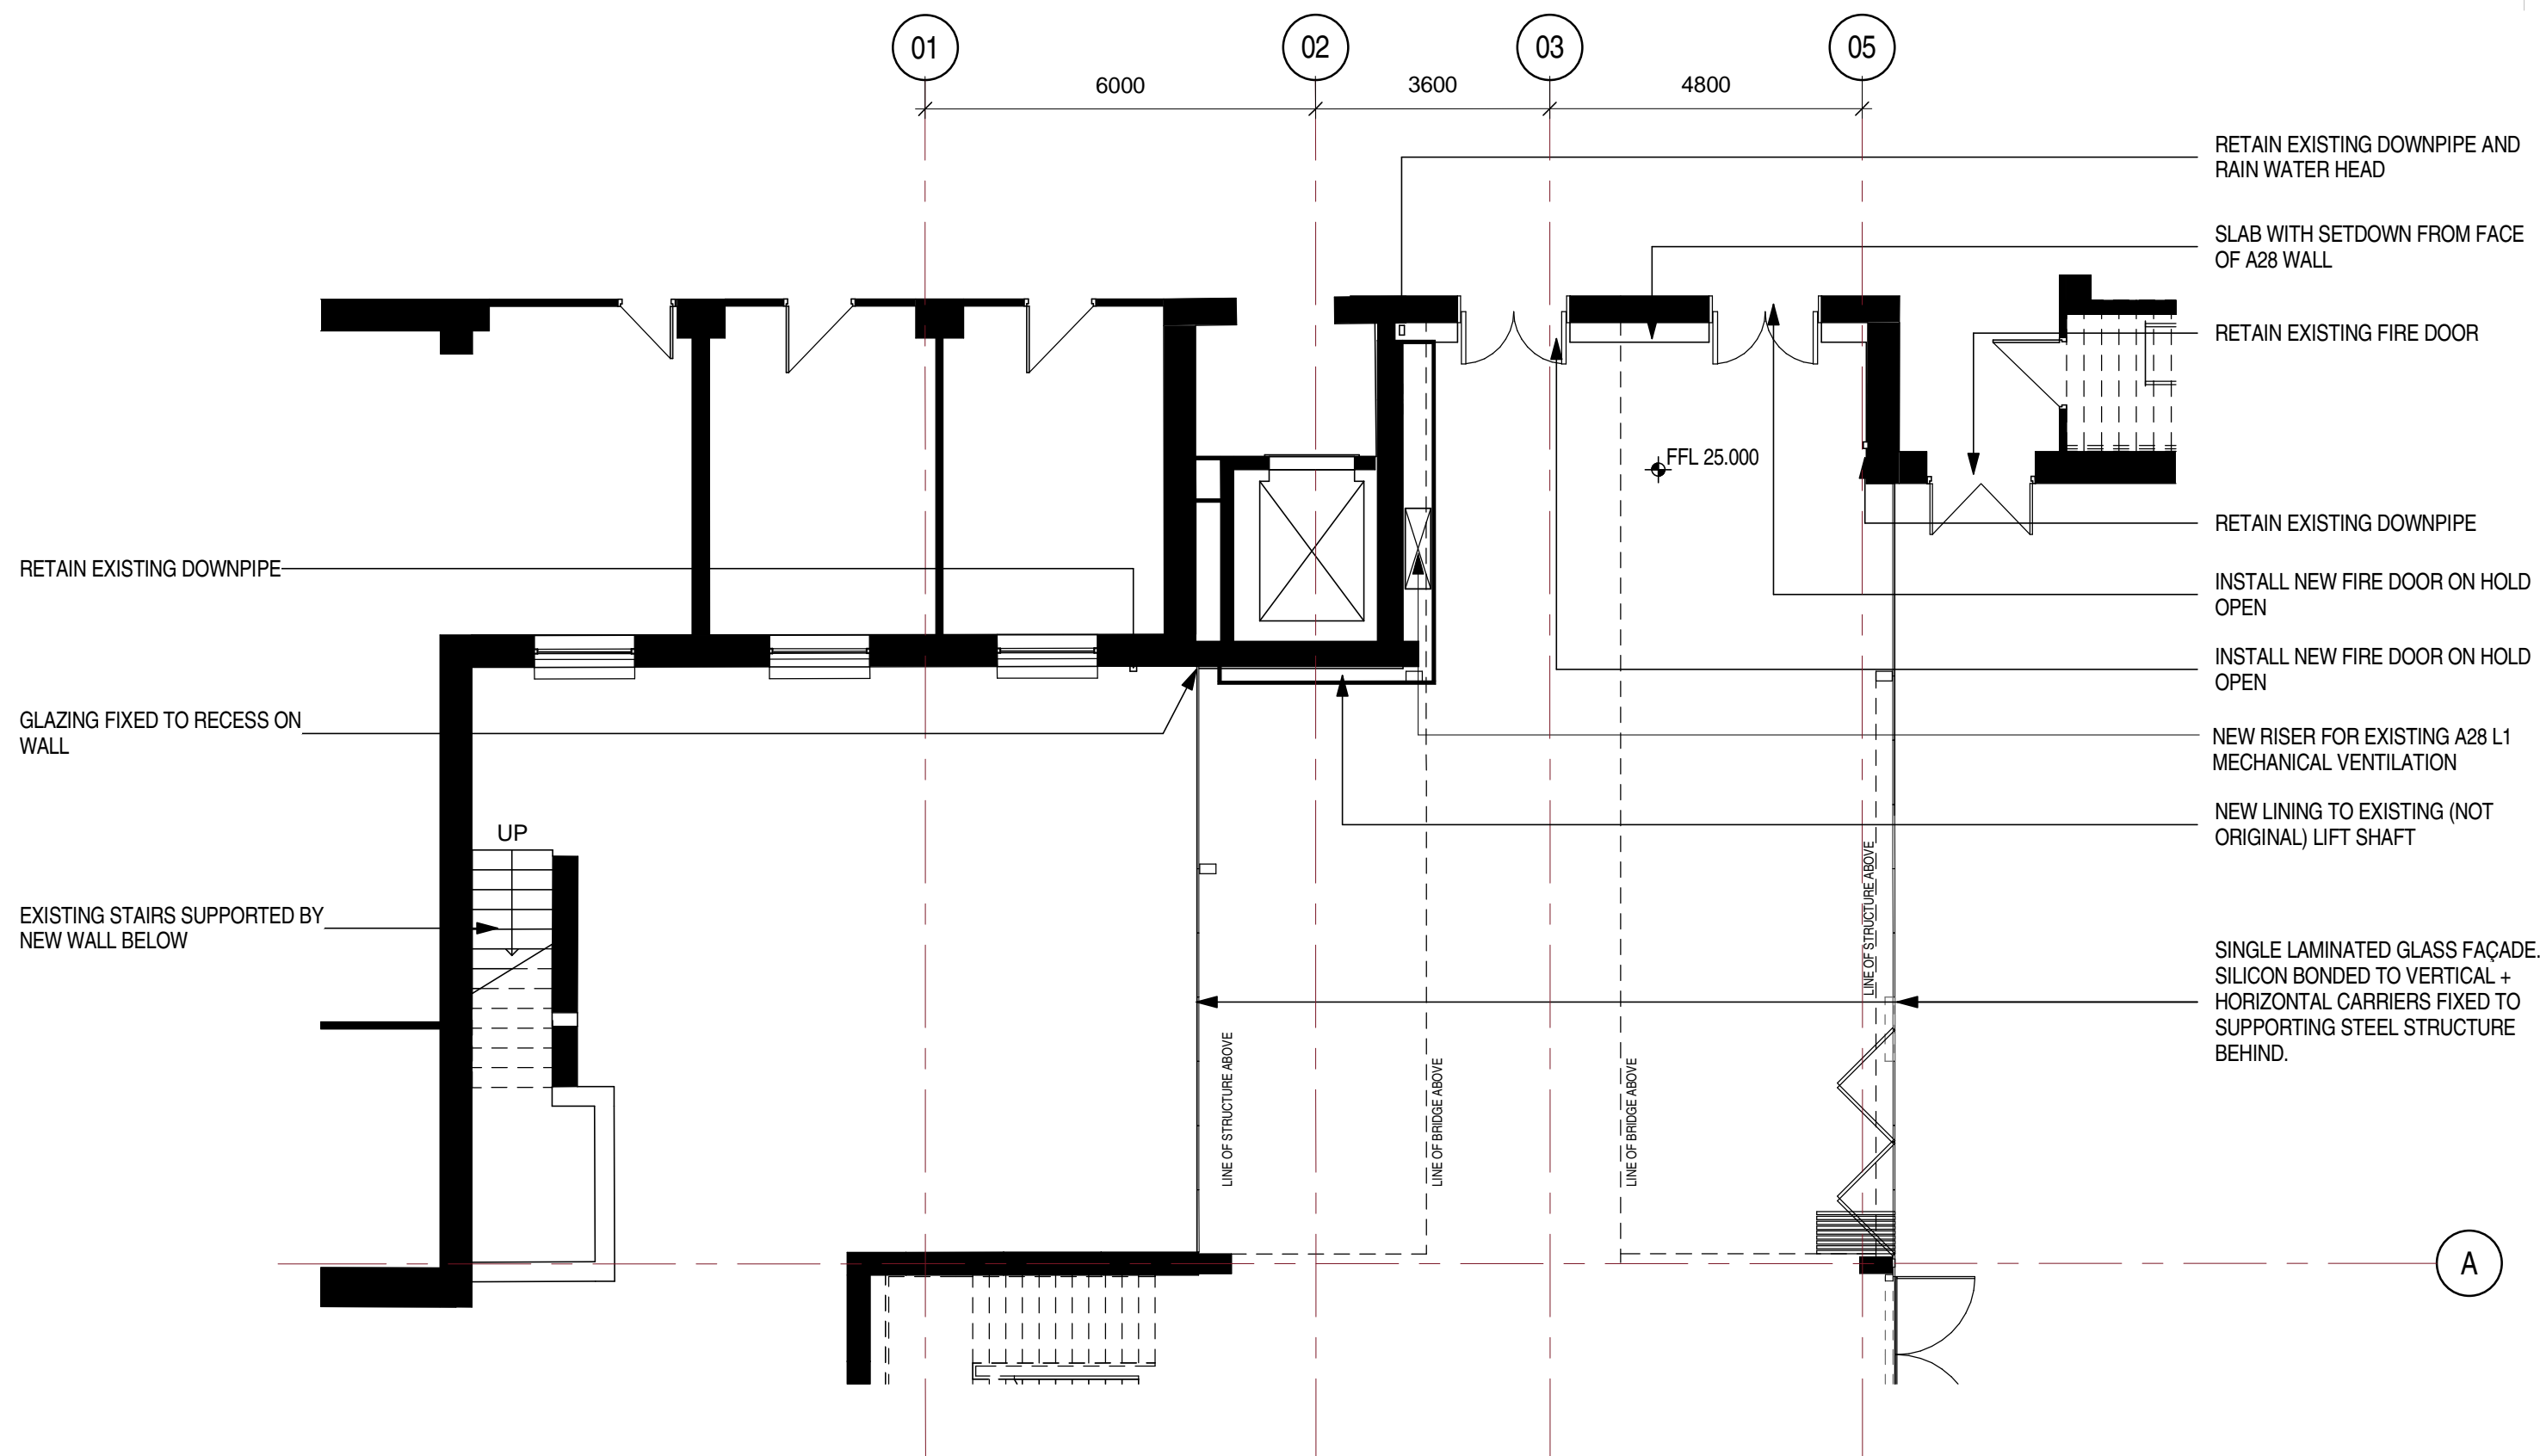 01
02
03
05
6000
3600
4800
RETAIN EXISTING DOWNPIPE AND
RAIN WATER HEAD
SLAB WITH SETDOWN FROM FACE
OF A28 WALL
RETAIN EXISTING FIRE DOOR
FFL 25.000
RETAIN EXISTING DOWNPIPE
RETAIN EXISTING DOWNPIPE
INSTALL NEW FIRE DOOR ON HOLD
OPEN
INSTALL NEW FIRE DOOR ON HOLD
OPEN
GLAZING FIXED TO RECESS ON
WALL
NEW RISER FOR EXISTING A28 L1
MECHANICAL VENTILATION
NEW LINING TO EXISTING (NOT
ORIGINAL) LIFT SHAFT
UP
EXISTING STAIRS SUPPORTED BY
NEW WALL BELOW
LINE OF STRUCTURE ABOVE
SINGLE LAMINATED GLASS FAÇADE.
SILICON BONDED TO VERTICAL +
HORIZONTAL CARRIERS FIXED TO
SUPPORTING STEEL STRUCTURE
BEHIND.
LINE OF STRUCTURE ABOVE
LINE OF BRIDGE ABOVE
LINE OF BRIDGE ABOVE
A